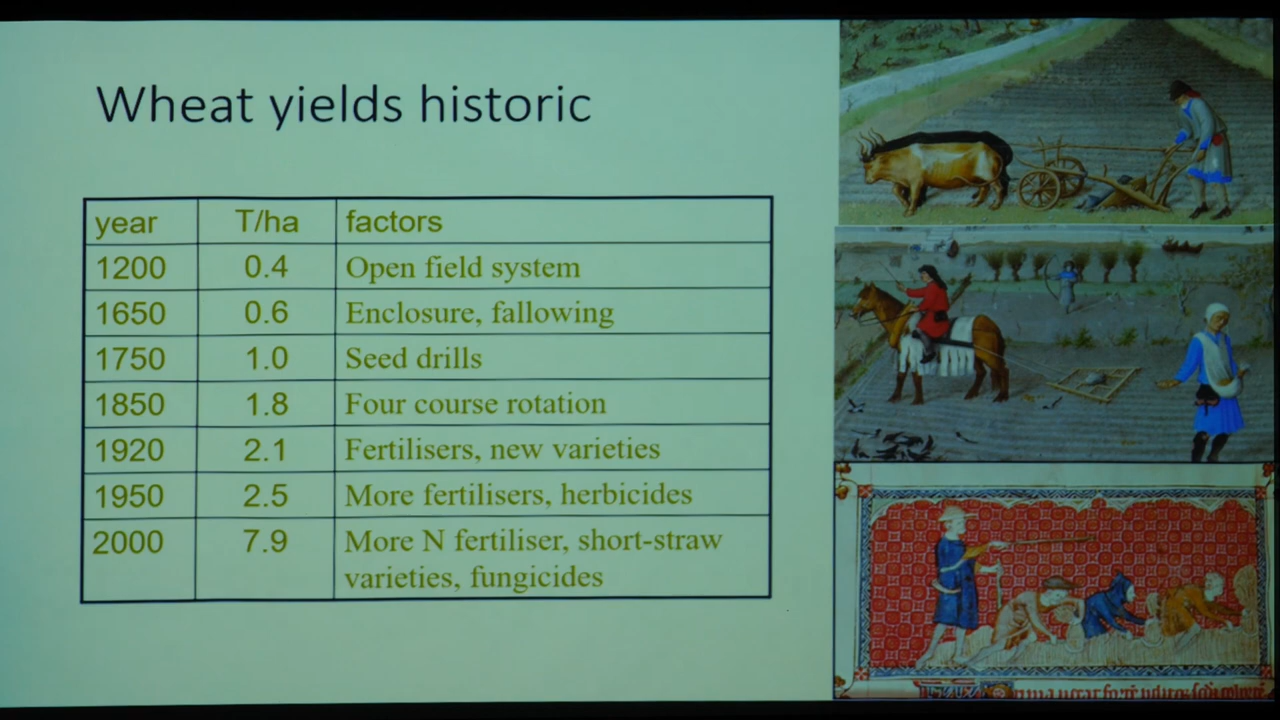 Wheat yields historic
year T/ha factors
1200 0.4 Open field system
1650 0.6 Enclosure, fallowing
1750 1.0 Seed drills
1850 1.8 Four course rotation
1920 2.1 Fertilisers, new varieties
1950 2.5 More fertilisers, herbicides
2000 7.9 More N fertiliser, short-straw
varieties, fungicides